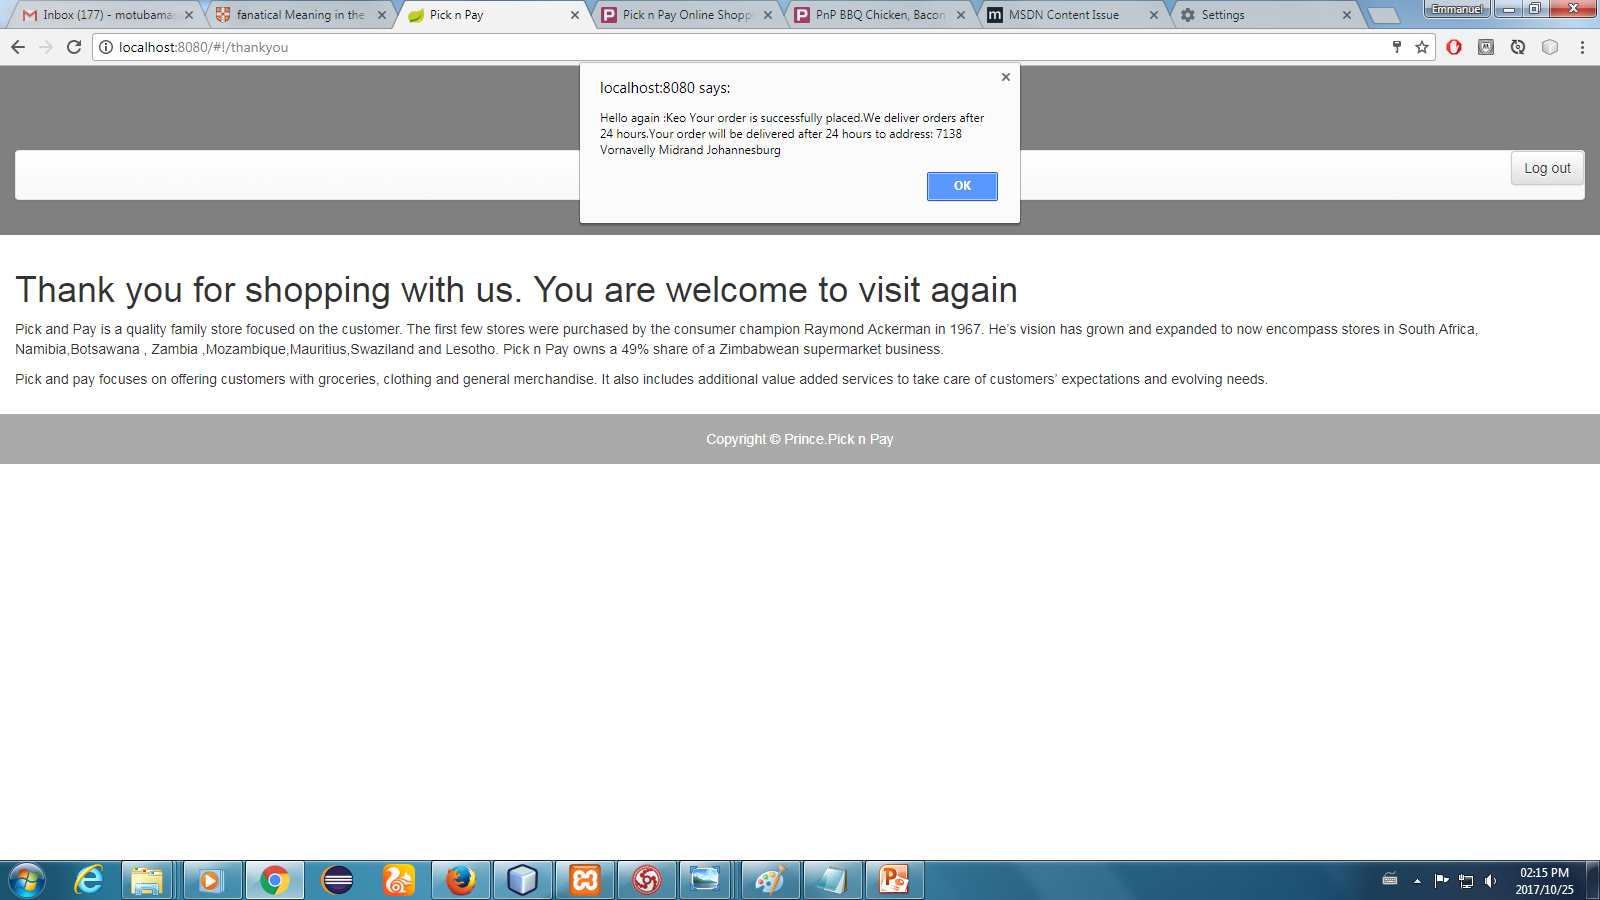 Inbox (177) - motubamas
fanatical Meaning in the
Pick n Pay
Pick n Pay Online Shopp
PnP BBQ Chicken, Bacon
MSDN Content Issue
Settings
Emmanuel
localhost:8080/#!/thankyou
localhost:8080 says:
Hello again :Keo Your order is successfully placed.We deliver orders after
24 hours.Your order will be delivered after 24 hours to address: 7138
Vornavelly Midrand Johannesburg
OK
Log out
Thank you for shopping with us. You are welcome to visit again
Pick and Pay is a quality family store focused on the customer. The first few stores were purchased by the consumer champion Raymond Ackerman in 1967. He’s vision has grown and expanded to now encompass stores in South Africa,
Namibia,Botsawana , Zambia ,Mozambique,Mauritius,Swaziland and Lesotho. Pick n Pay owns a 49% share of a Zimbabwean supermarket business.
Pick and pay focuses on offering customers with groceries, clothing and general merchandise. It also includes additional value added services to take care of customers’ expectations and evolving needs.
Copyright © Prince.Pick n Pay
02:15 PM
2017/10/25